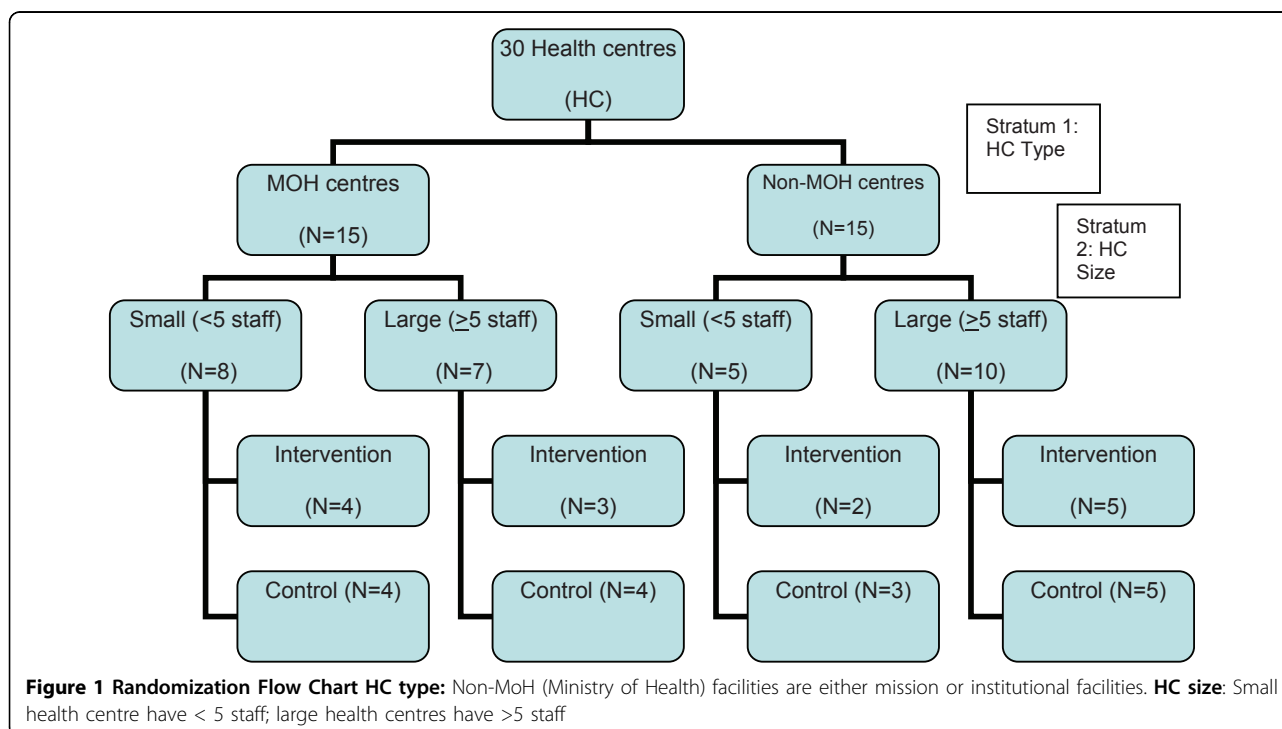 30 Health centres
(HC)
Stratum 1:
HC Type
MOH centres
(N=15)
Non-MOH centres
(N=15)
Stratum
2: HC
Size
Small (<5 staff)
(N=8)
Large (≥5 staff)
(N=7)
Small (<5 staff)
(N=5)
Large (≥5 staff)
(N=10)
Intervention
(N=4)
Intervention
(N=3)
Intervention
(N=2)
Intervention
(N=5)
Control (N=4)
Control (N=4)
Control (N=3)
Control (N=5)
Figure 1 Randomization Flow Chart HC type: Non-MoH (Ministry of Health) facilities are either mission or institutional facilities. HC size: Small
health centre have < 5 staff; large health centres have >5 staff